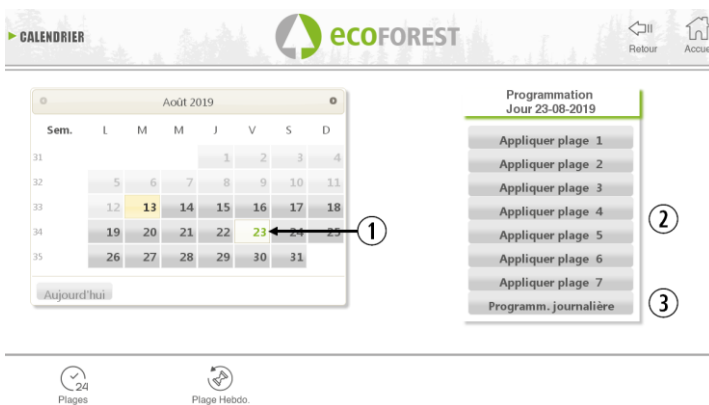 CALENDRIER
ecoFOREST
Retour
Accue
Août 2019
Sem. L M M J V S D
31 1 2 3 4
32 5 6 7 8 9 10 11
33 12 13 14 15 16 17 18
34 19 20 21 22 23 24 25
35 26 27 28 29 30 31
Aujourd'hui
1
Programmation
Jour 23-08-2019
Appliquer plage 1
Appliquer plage 2
Appliquer plage 3
Appliquer plage 4
Appliquer plage 5
Appliquer plage 6
Appliquer plage 7
Programm. journalière
2
3
24
Plages
Plage Hebdo.